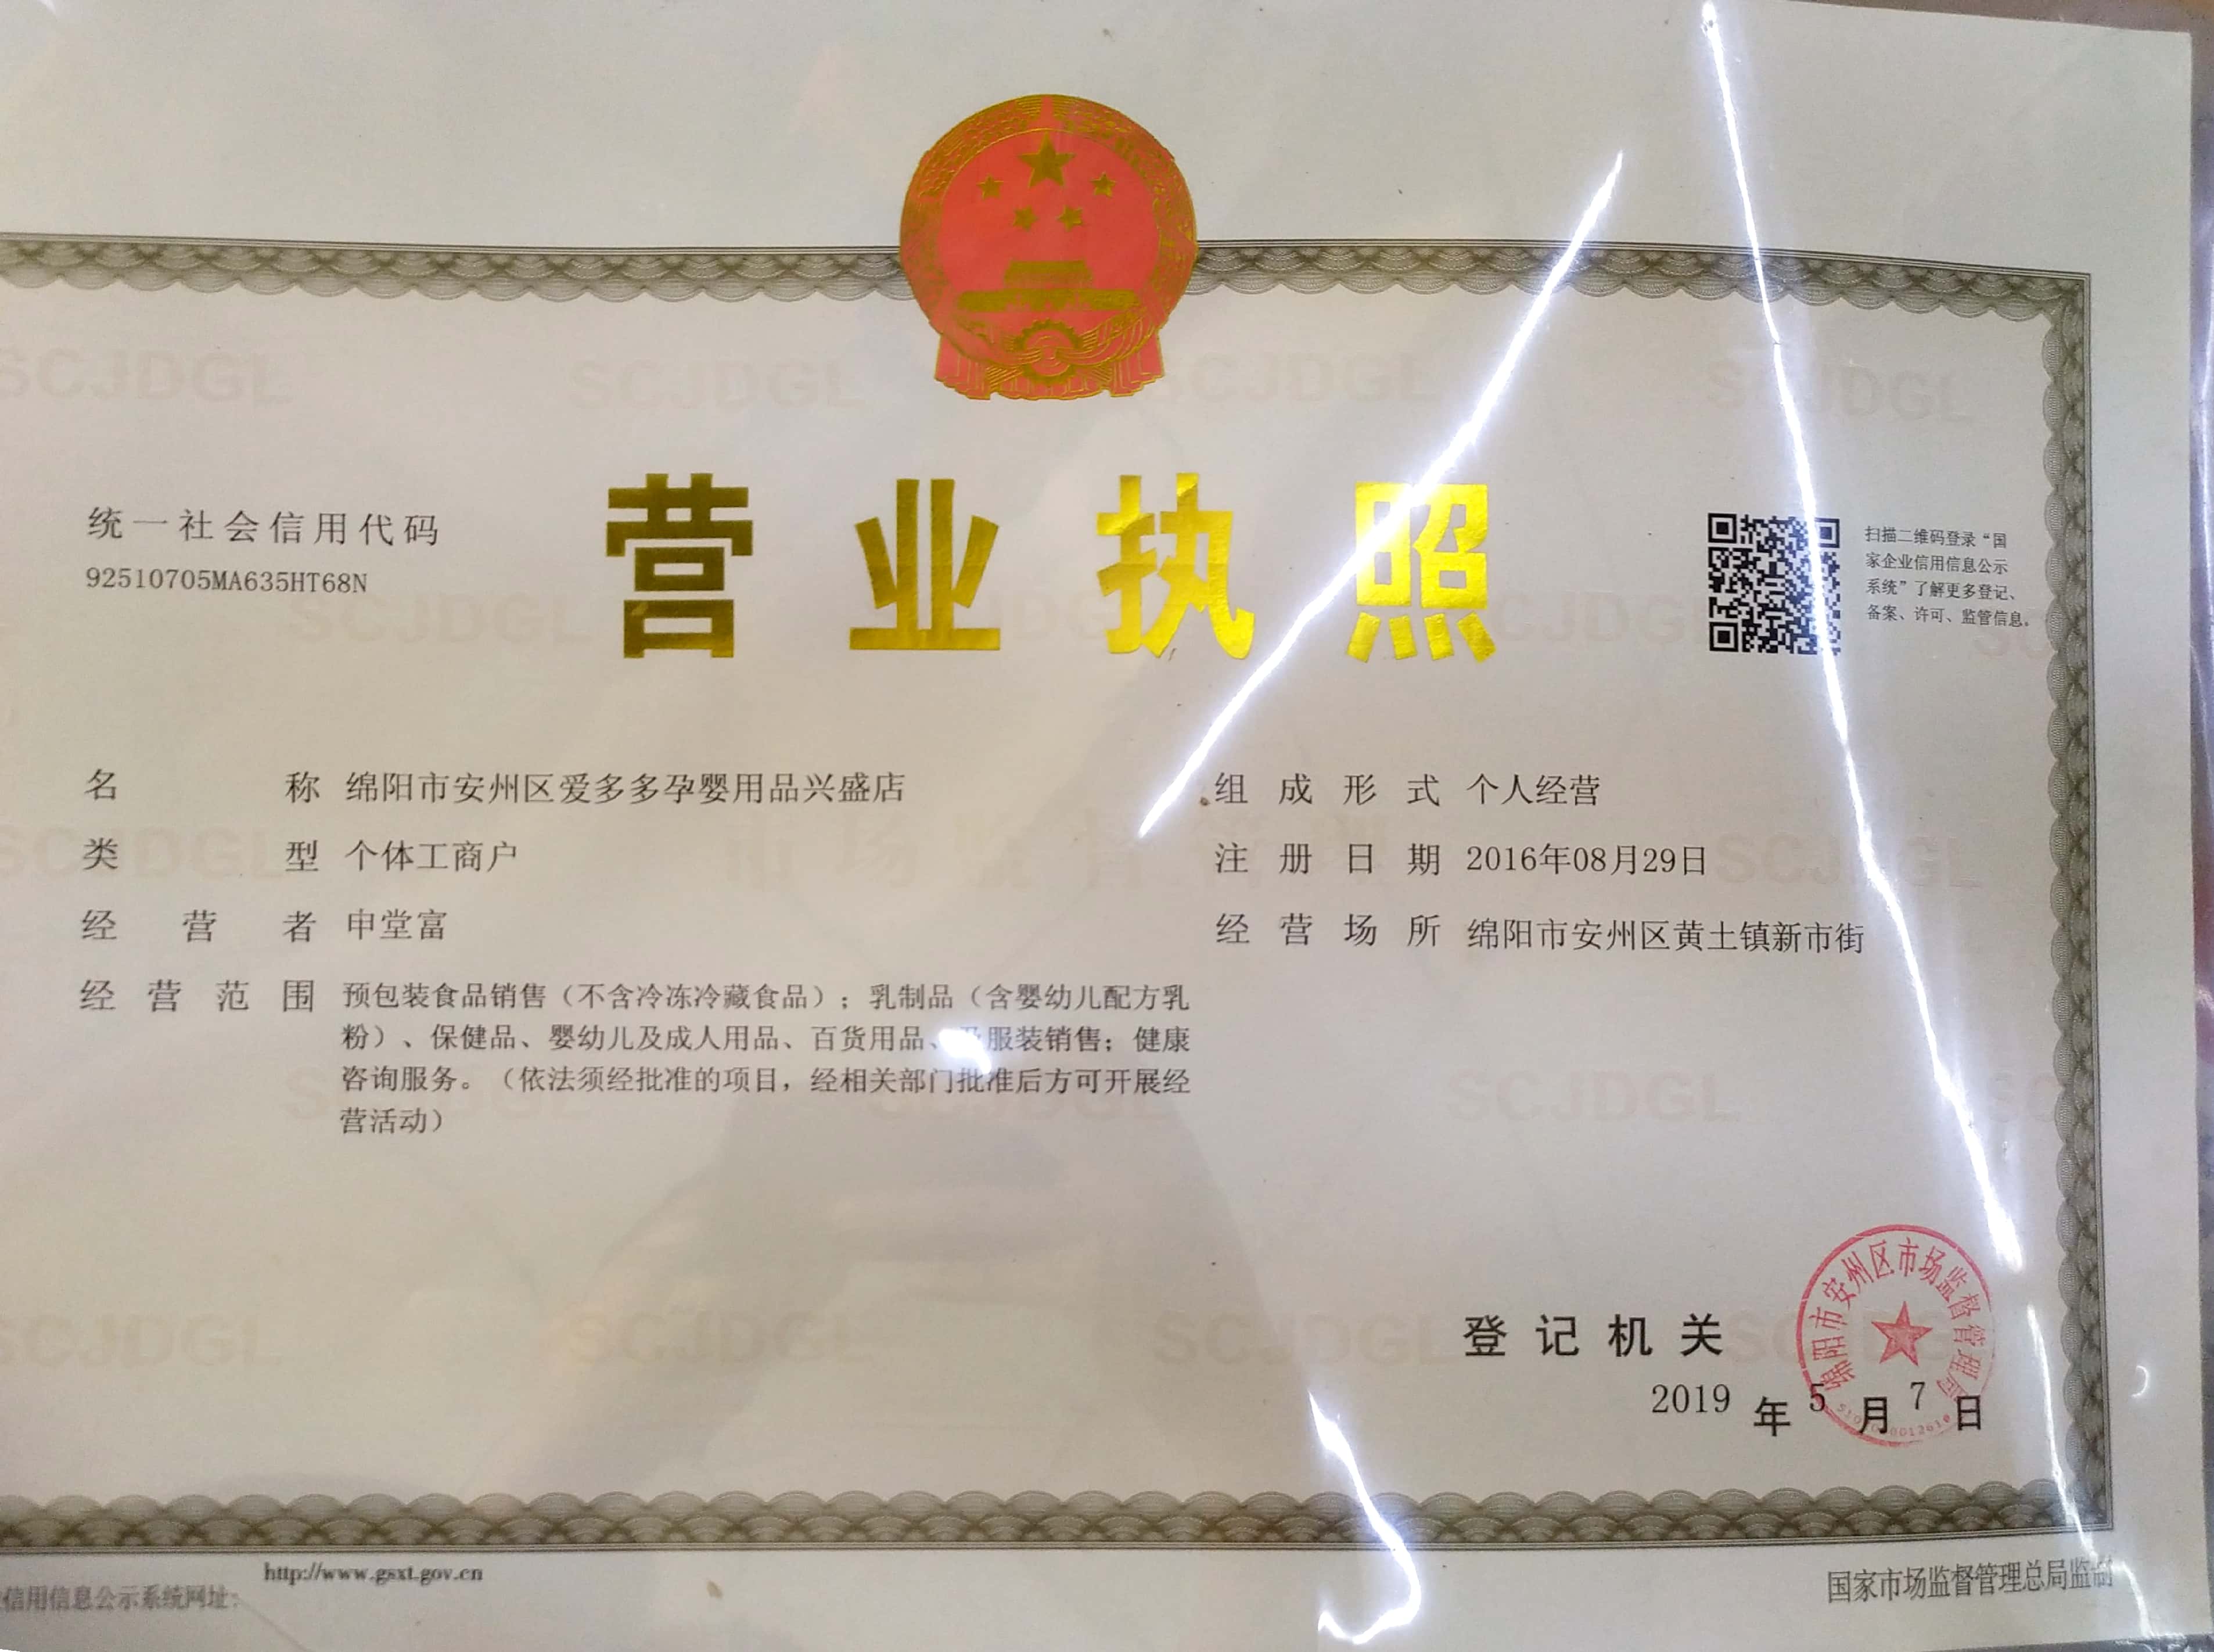 营业执照
统一社会信用代码
92510705MA635HT68N
扫描二维码登录“国
家企业信用信息公示
系统”了解更多登记、
备案、许可、监管信息。
名称 绵阳市安州区爱多多孕婴用品兴盛店
类型 个体工商户
经营者 申堂富
经营范围 预包装食品销售（不含冷冻冷藏食品）；乳制品（含婴幼儿配方乳
粉）、保健品、婴幼儿及成人用品、百货用品、及服装销售；健康
咨询服务。（依法须经批准的项目，经相关部门批准后方可开展经
营活动）
组成形式 个人经营
注册日期 2016年08月29日
经营场所 绵阳市安州区黄土镇新市街
登记机关
绵阳市安州区市场监督管理局
2019年5月7日
信用信息公示系统网址：
http://www.gsxt.gov.cn
国家市场监督管理总局监制
SCJDGL